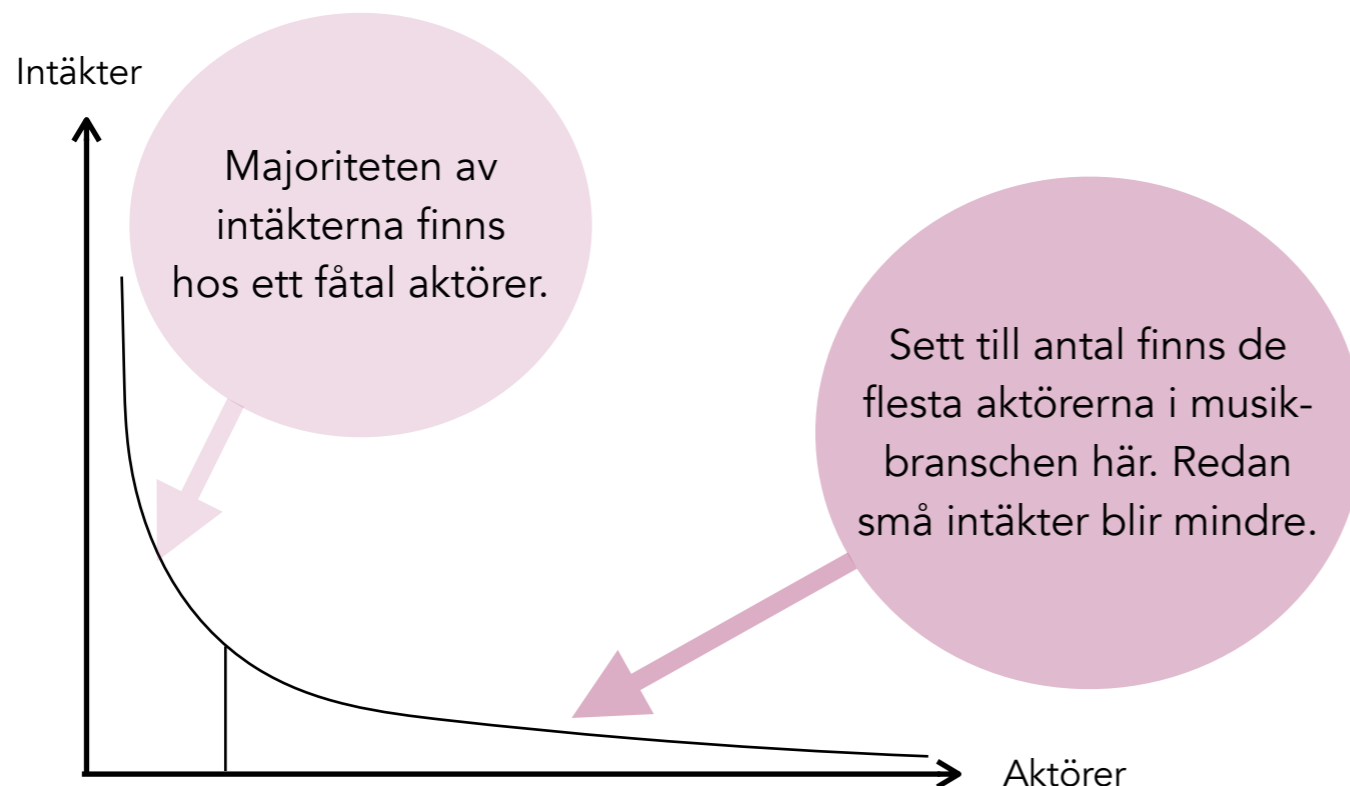 Intäkter
Majoriteten av
intäkterna finns
hos ett fåtal aktörer.
Sett till antal finns de
flesta aktörerna i musik-
branschen här. Redan
små intäkter blir mindre.
Aktörer